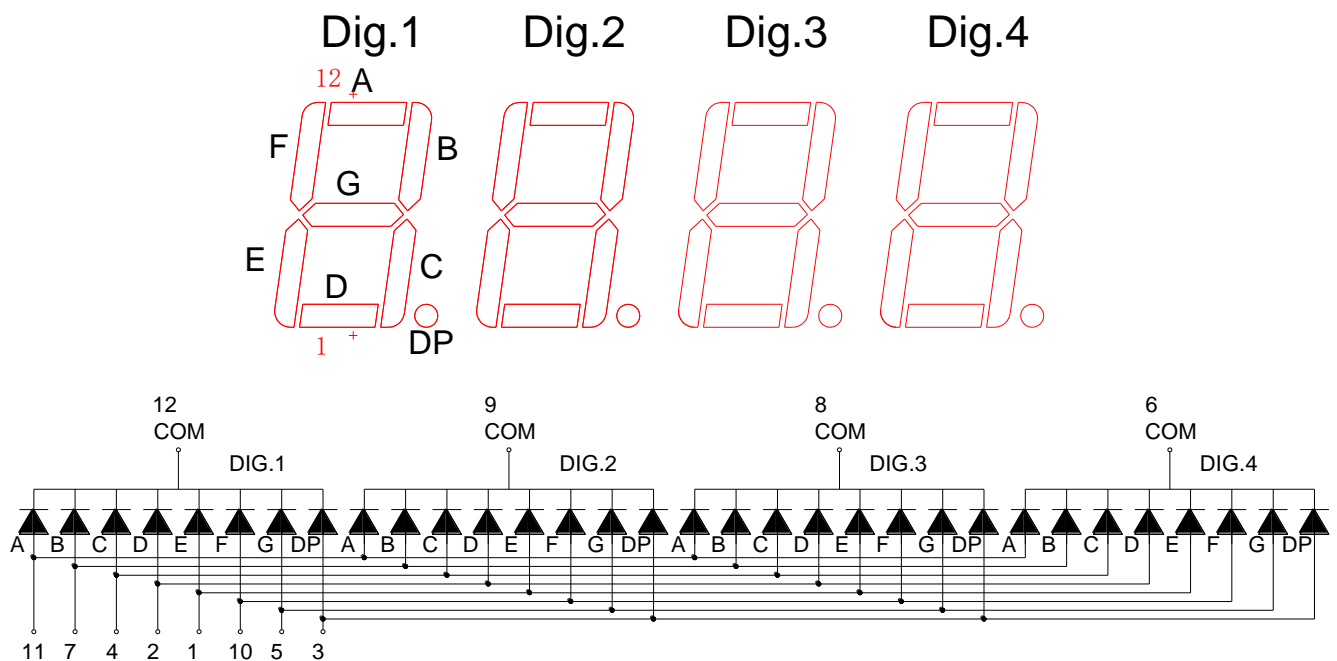 Dig.1 Dig.2 Dig.3 Dig.4
12 A
F B
G
E C
D
1 DP
12 9 8 6
COM COM COM COM
DIG.1 DIG.2 DIG.3 DIG.4
A B C D E F G DP A B C D E F G DP A B C D E F G DP A B C D E F G DP
11 7 4 2 1 10 5 3